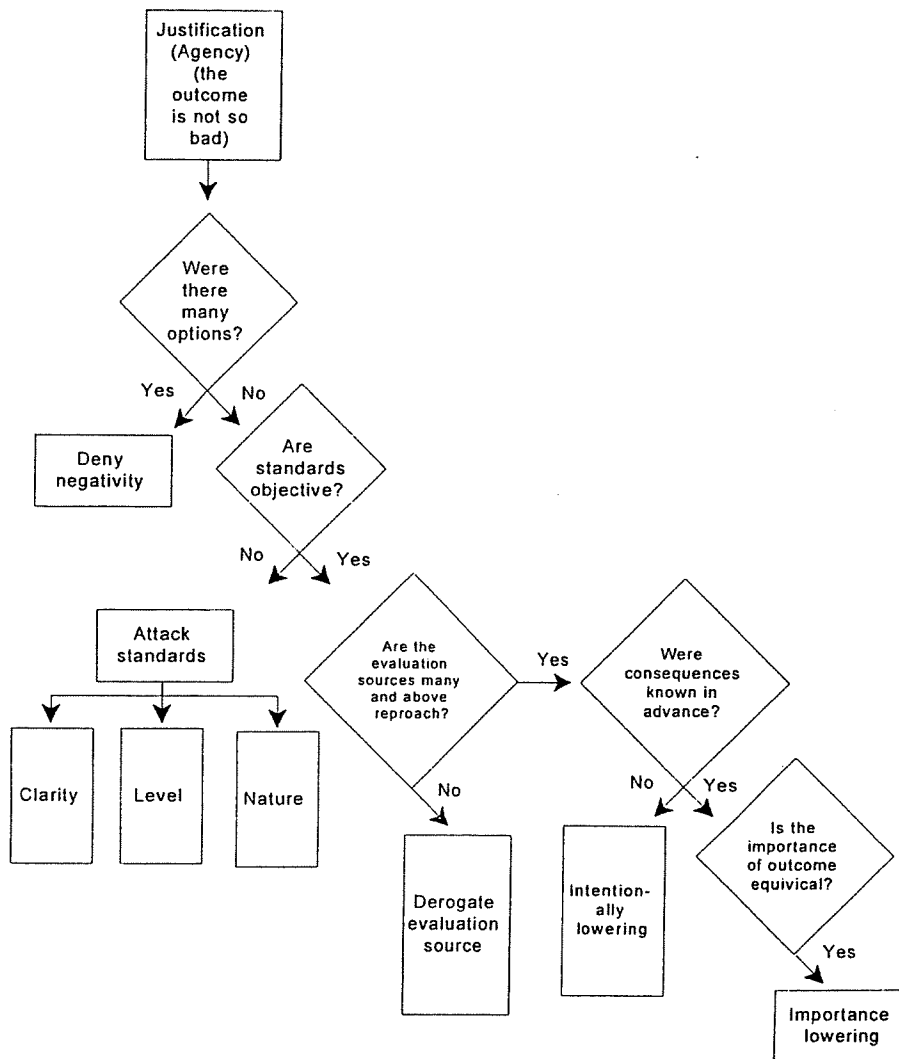 Justification
(Agency)
(the
outcome
is not so
bad)
Were
there
many
options?
Yes
No
Deny
negativity
Are
standards
objective?
No
Yes
Attack
standards
Clarity
Level
Nature
Are the
evaluation
sources many
and above
reproach?
Yes
No
Derogate
evaluation
source
Were
consequences
known in
advance?
No
Yes
Intention-
ally
lowering
Is the
importance
of outcome
equivical?
Yes
Importance
lowering